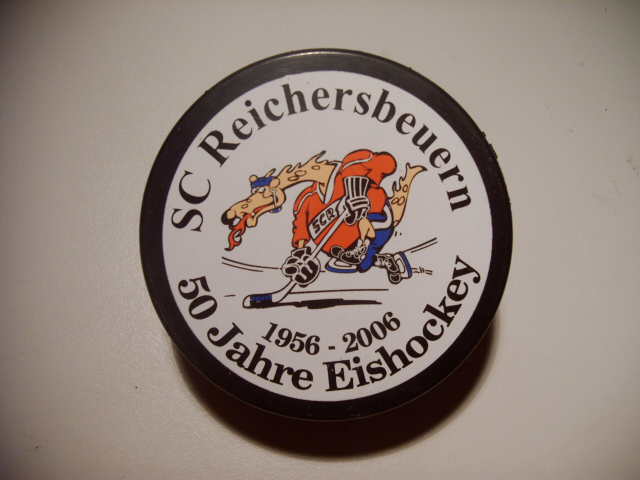 SC Reichersbeuern
SCR
1956 - 2006
50 Jahre Eishockey